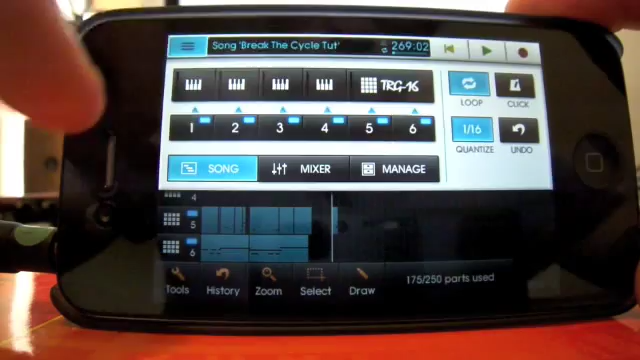 Song 'Break The Cycle Tut' 269:02
TRG-16
LOOP CLICK
1 2 3 4 5 6
1/16
QUANTIZE UNDO
SONG MIXER MANAGE
4
5
6
Tools History Zoom Select Draw 175/250 parts used